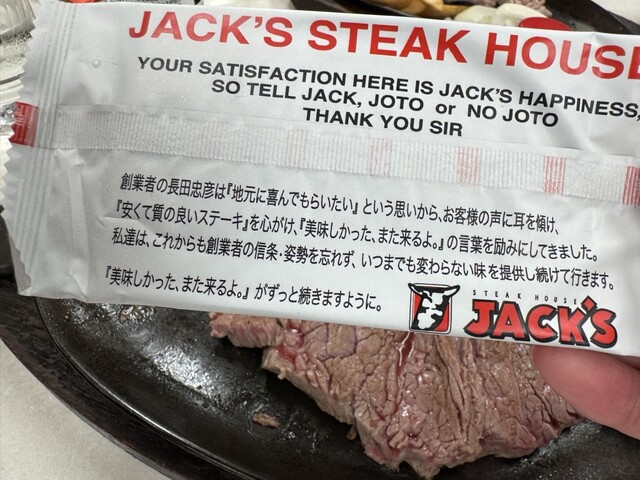 JACK'S STEAK HOUSE
YOUR SATISFACTION HERE IS JACK'S HAPPINESS,
SO TELL JACK, JOTO or NO JOTO
THANK YOU SIR
創業者の長田忠彦は『地元に喜んでもらいたい』という思いから、お客様の声に耳を傾け、
『安くて質の良いステーキ』を心がけ、『美味しかった、また来るよ。』の言葉を励みにしてきました。
私達は、これからも創業者の信条・姿勢を忘れず、いつまでも変わらない味を提供し続けて行きます。
『美味しかった、また来るよ。』がずっと続きますように。
STEAK HOUSE
JACK'S